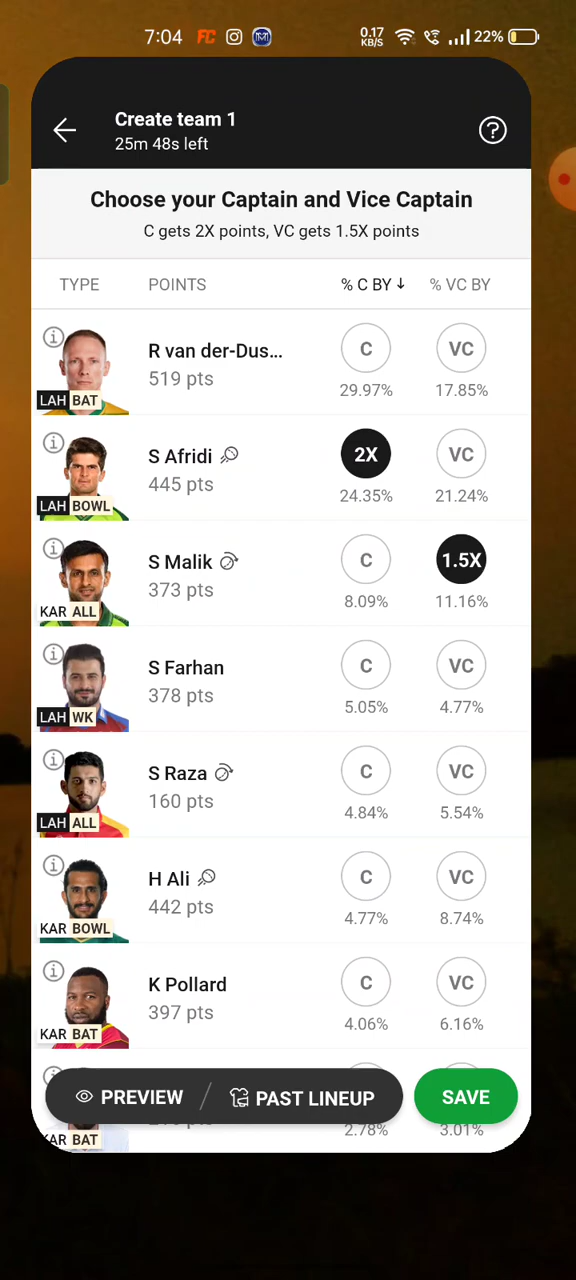 7:04 FC 0.17 KB/S 22%
Create team 1
25m 48s left
Choose your Captain and Vice Captain
C gets 2X points, VC gets 1.5X points
TYPE POINTS % C BY ↓ % VC BY
R van der-Dus... C VC
519 pts
LAH BAT 29.97% 17.85%
S Afridi 2X VC
445 pts
LAH BOWL 24.35% 21.24%
S Malik C 1.5X
373 pts
KAR ALL 8.09% 11.16%
S Farhan C VC
378 pts
LAH WK 5.05% 4.77%
S Raza C VC
160 pts
LAH ALL 4.84% 5.54%
H Ali C VC
442 pts
KAR BOWL 4.77% 8.74%
K Pollard C VC
397 pts
KAR BAT 4.06% 6.16%
PREVIEW / PAST LINEUP SAVE
KAR BAT 2.78% 3.01%